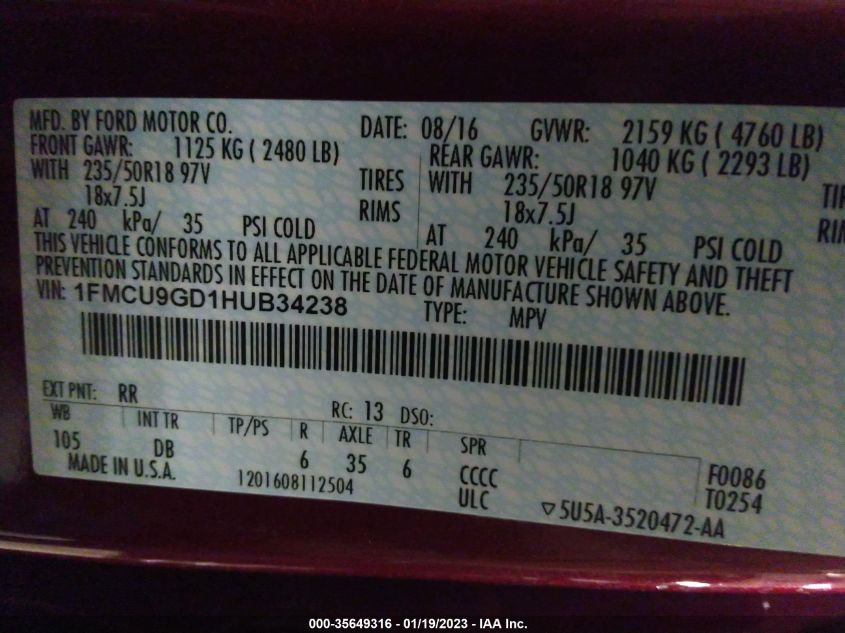 MFD. BY FORD MOTOR CO. DATE: 08/16 GVWR: 2159 KG ( 4760 LB)
FRONT GAWR: 1125 KG ( 2480 LB) REAR GAWR: 1040 KG ( 2293 LB)
WITH 235/50R18 97V TIRES WITH 235/50R18 97V
18x7.5J RIMS 18x7.5J
AT 240 kPa/ 35 PSI COLD AT 240 kPa/ 35 PSI COLD
THIS VEHICLE CONFORMS TO ALL APPLICABLE FEDERAL MOTOR VEHICLE SAFETY AND THEFT
PREVENTION STANDARDS IN EFFECT ON THE DATE OF MANUFACTURE SHOWN ABOVE.
VIN: 1FMCU9GD1HUB34238 TYPE: MPV
EXT PNT: RR RC: 13 DSO:
WB INT TR TP/PS R AXLE TR SPR
105 DB 6 35 6 CCCC F0086
MADE IN U.S.A. 1201608112504 ULC T0254
▽5U5A-3520472-AA
000-35649316 - 01/19/2023 - IAA Inc.